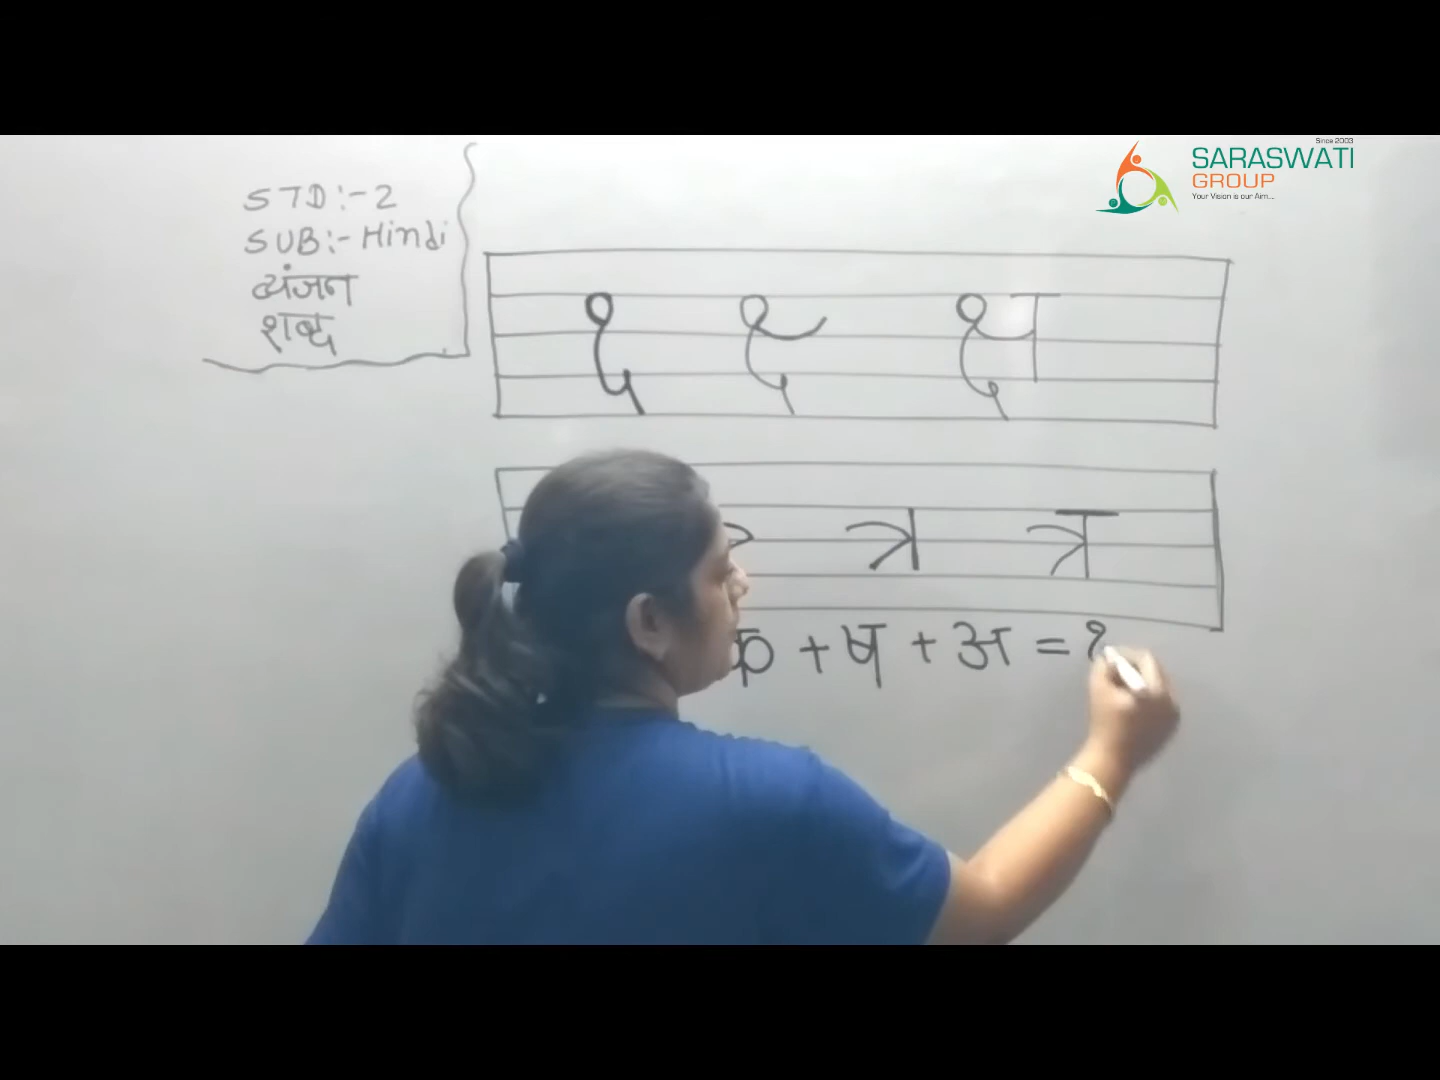 Since 2003
SARASWATI
GROUP
Your Vision is our Aim...
STD:-2
SUB:- Hindi
व्यंजन
शब्द
क्ष
त्र
क + ष + अ =